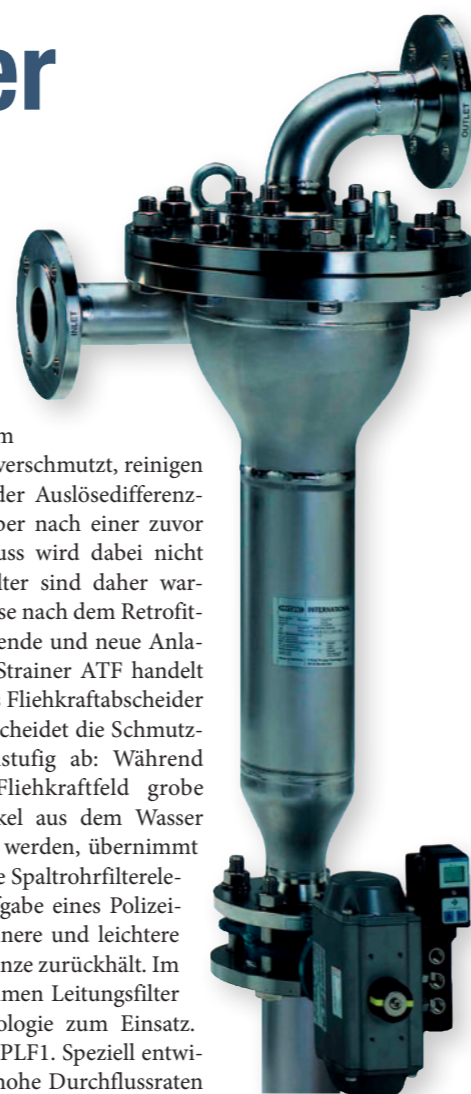 er
OUTLET
INLET
m
verschmutzt, reinigen
der Auslösedifferenz-
ber nach einer zuvor
uss wird dabei nicht
lter sind daher war-
se nach dem Retrofit-
ende und neue Anla-
Strainer ATF handelt
s Fliehkraftabscheider
scheidet die Schmutz-
stufig ab: Während
Fliehkraftfeld grobe
kel aus dem Wasser
werden, übernimmt
e Spaltrohrfilterele-
fgabe eines Polizei-
nere und leichtere
nze zurückhält. Im
men Leitungsfilter
ologie zum Einsatz.
PLF1. Speziell entwi-
hohe Durchflussraten
INTERNATIONAL